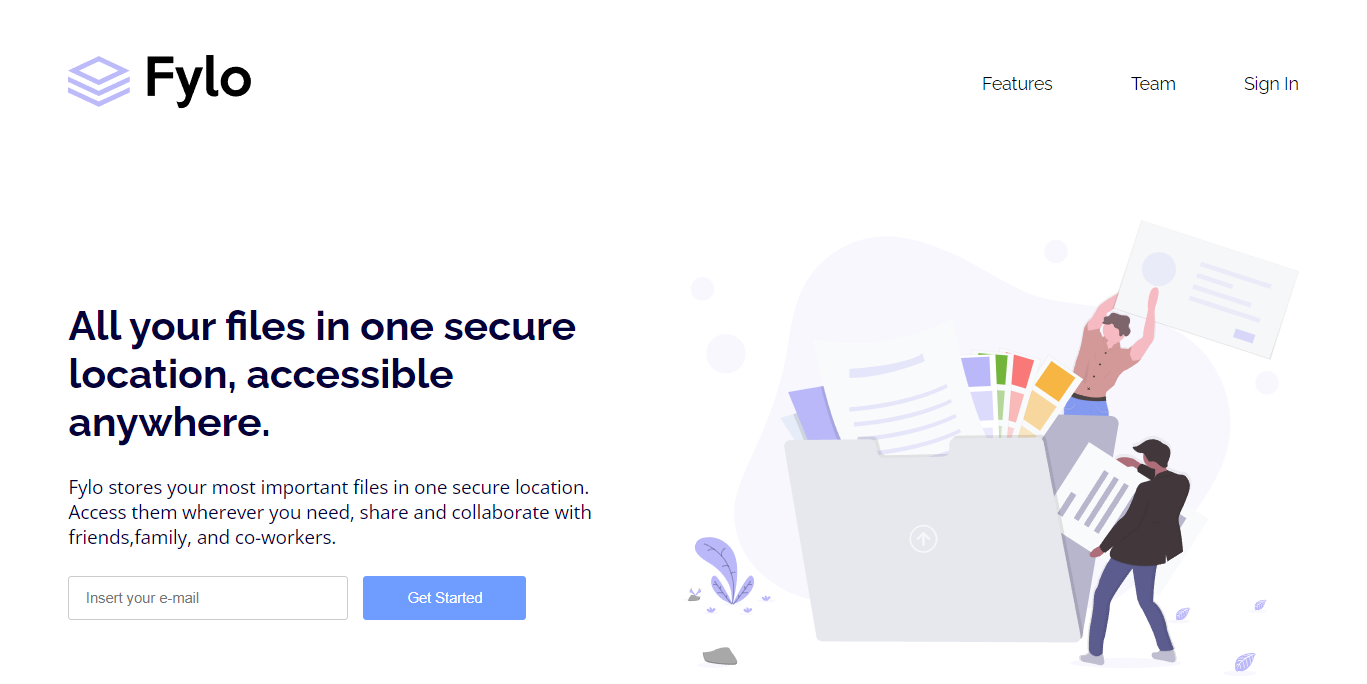 Fylo
Features
Team
Sign In
All your files in one secure
location, accessible
anywhere.
Fylo stores your most important files in one secure location.
Access them wherever you need, share and collaborate with
friends,family, and co-workers.
Insert your e-mail
Get Started